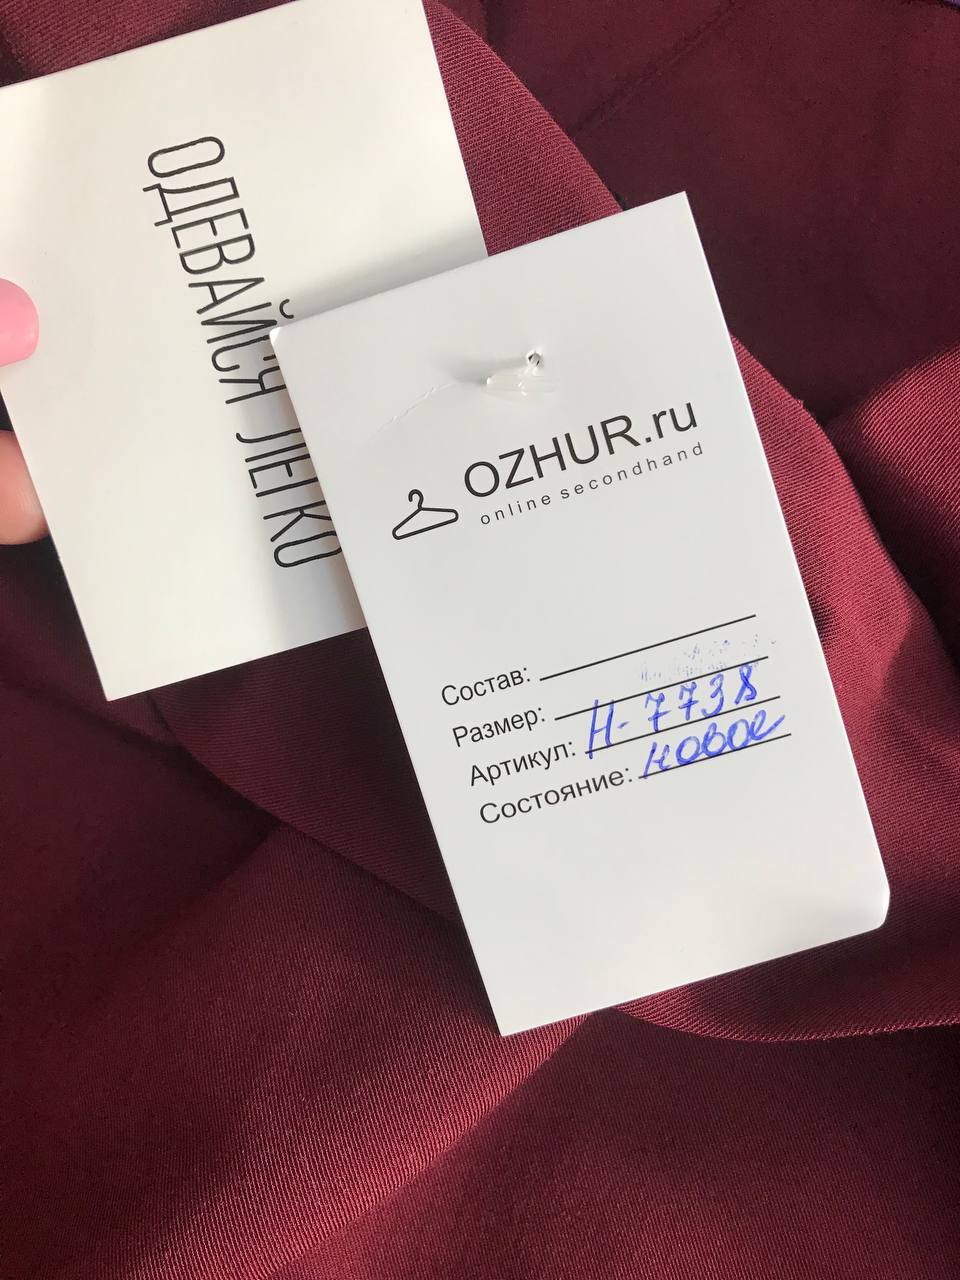 ОДЕВАЙСЯ ЛЕГКО
OZHUR.ru
online secondhand
Состав:
Размер:
Артикул: Н-7738
Состояние: новое